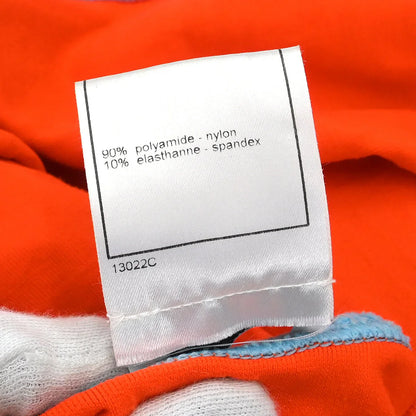 90% polyamide - nylon
10% elasthanne - spandex
13022C